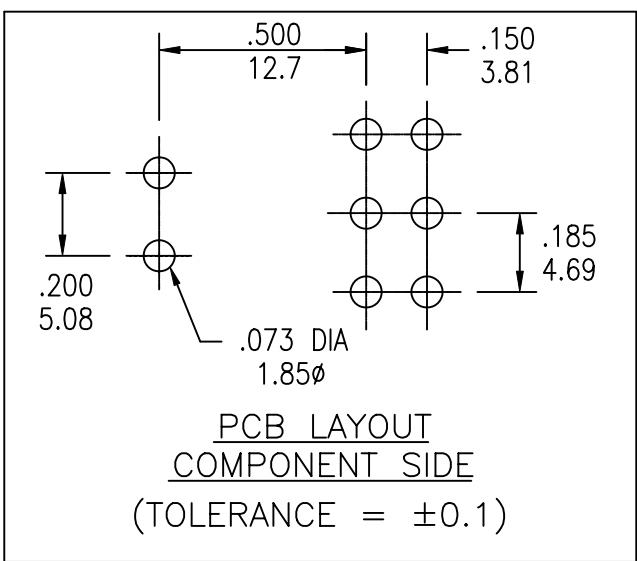 .500
12.7
.150
3.81
.185
4.69
.200
5.08
.073 DIA
1.85ø
PCB LAYOUT
COMPONENT SIDE
(TOLERANCE = ±0.1)